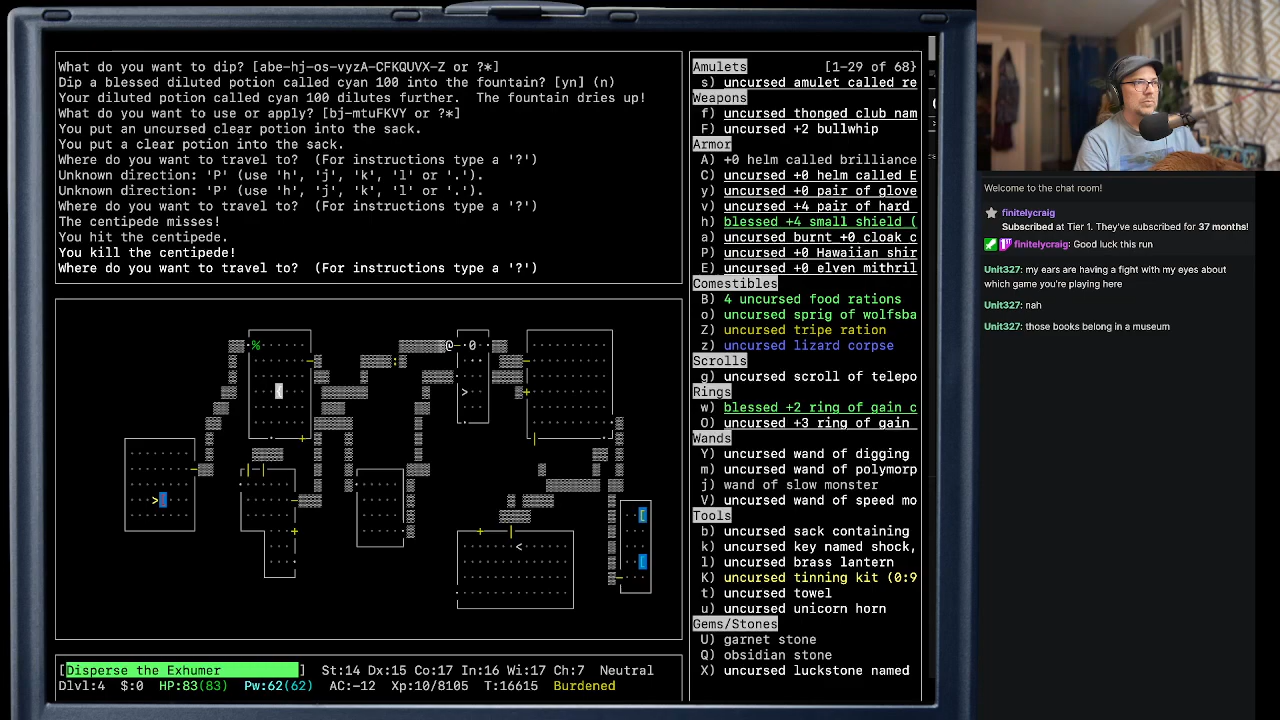 What do you want to dip? [abe-hj-os-vyzA-CFKQUVX-Z or ?*]
Dip a blessed diluted potion called cyan 100 into the fountain? [yn] (n)
Your diluted potion called cyan 100 dilutes further.  The fountain dries up!
What do you want to use or apply? [bj-mtuFKVY or ?*]
You put an uncursed clear potion into the sack.
You put a clear potion into the sack.
Where do you want to travel to?  (For instructions type a '?')
Unknown direction: 'P' (use 'h', 'j', 'k', 'l' or '.').
Unknown direction: 'P' (use 'h', 'j', 'k', 'l' or '.').
Where do you want to travel to?  (For instructions type a '?')
The centipede misses!
You hit the centipede.
You kill the centipede!
Where do you want to travel to?  (For instructions type a '?')
[Disperse the Exhumer ] St:14 Dx:15 Co:17 In:16 Wi:17 Ch:7 Neutral
Dlvl:4 $:0 HP:83(83) Pw:62(62) AC:-12 Xp:10/8105 T:16615 Burdened
Amulets [1-29 of 68}
s) uncursed amulet called re
Weapons
f) uncursed thonged club nam
F) uncursed +2 bullwhip
Armor
A) +0 helm called brilliance
C) uncursed +0 helm called E
y) uncursed +0 pair of glove
v) uncursed +4 pair of hard
h) blessed +4 small shield (
a) uncursed burnt +0 cloak c
P) uncursed +0 Hawaiian shir
E) uncursed +0 elven mithril
Comestibles
B) 4 uncursed food rations
o) uncursed sprig of wolfsba
Z) uncursed tripe ration
z) uncursed lizard corpse
Scrolls
g) uncursed scroll of telepo
Rings
w) blessed +2 ring of gain c
O) uncursed +3 ring of gain
Wands
Y) uncursed wand of digging
m) uncursed wand of polymorp
j) wand of slow monster
V) uncursed wand of speed mo
Tools
b) uncursed sack containing
k) uncursed key named shock,
l) uncursed brass lantern
K) uncursed tinning kit (0:9
t) uncursed towel
u) uncursed unicorn horn
Gems/Stones
U) garnet stone
Q) obsidian stone
X) uncursed luckstone named
Welcome to the chat room!
finitelycraig
Subscribed at Tier 1. They've subscribed for 37 months!
finitelycraig: Good luck this run
Unit327: my ears are having a fight with my eyes about
which game you're playing here
Unit327: nah
Unit327: those books belong in a museum